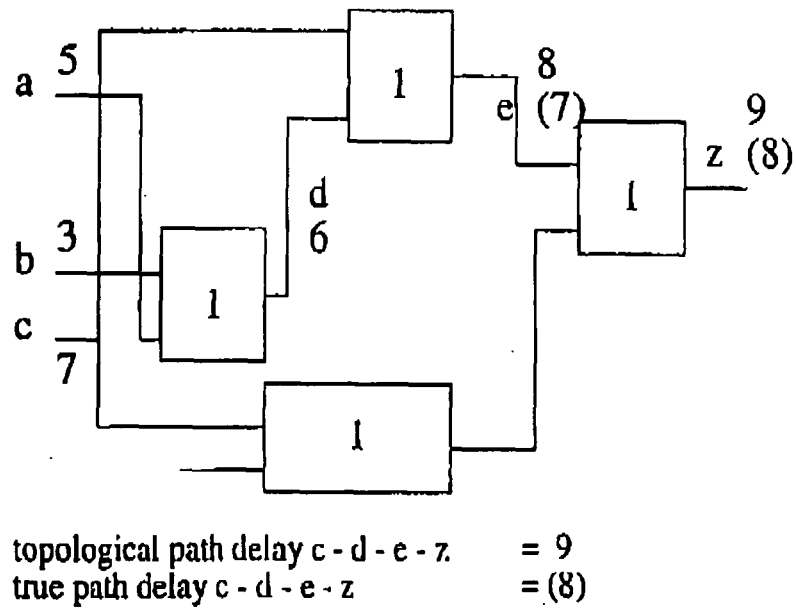 5
a
1
8
e (7)
9
z (8)
1
d
6
3
b
1
c
7
1
topological path delay c - d - e - z = 9
true path delay c - d - e - z = (8)